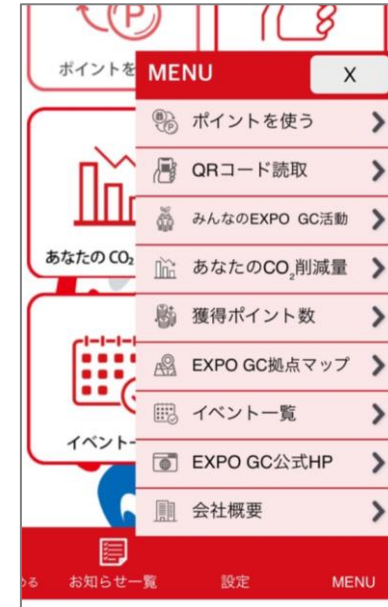 ポイントを
MENU
X
ポイントを使う
QRコード読取
みんなのEXPO GC活動
あなたの CO₂
あなたのCO₂削減量
獲得ポイント数
EXPO GC拠点マップ
イベント一覧
イベント
EXPO GC公式HP
会社概要
める
お知らせ一覧
設定
MENU